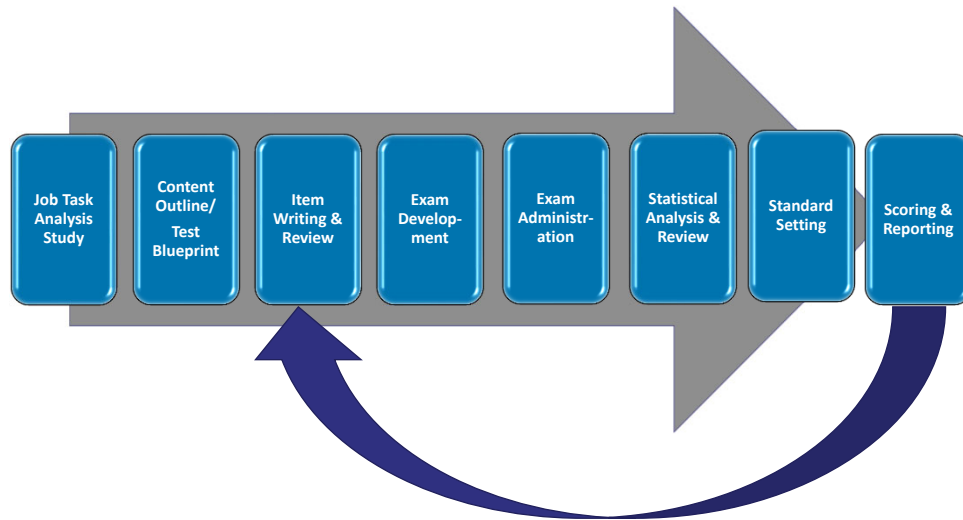 Job Task
Analysis
Study
Content
Outline/
Test
Blueprint
Item
Writing &
Review
Exam
Develop-
ment
Exam
Administr-
ation
Statistical
Analysis &
Review
Standard
Setting
Scoring &
Reporting